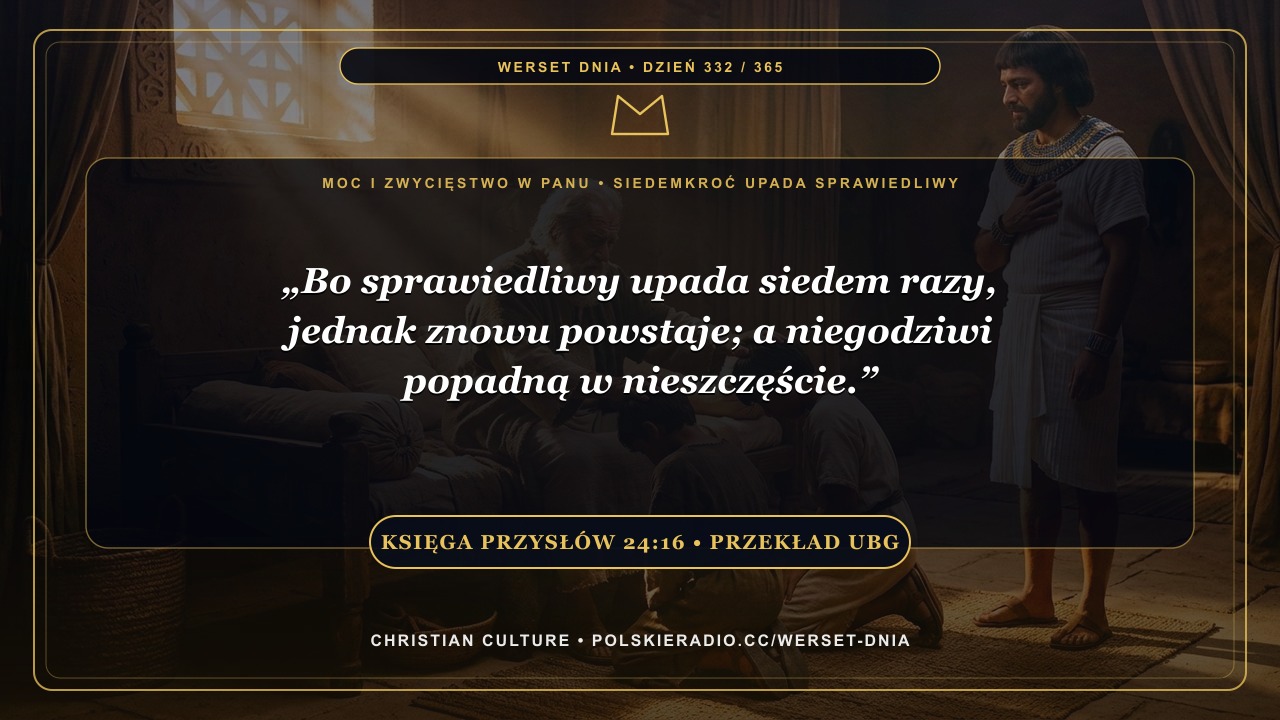 WERSET DNIA • DZIEŃ 332 / 365
MOC I ZWYCIĘSTWO W PANU • SIEDEMKROĆ UPADA SPRAWIEDLIWY
„Bo sprawiedliwy upada siedem razy,
jednak znowu powstaje; a niegodziwi
popadną w nieszczęście.”
KSIĘGA PRZYSŁÓW 24:16 • PRZEKŁAD UBG
CHRISTIAN CULTURE • POLSKIERADIO.CC/WERSET-DNIA